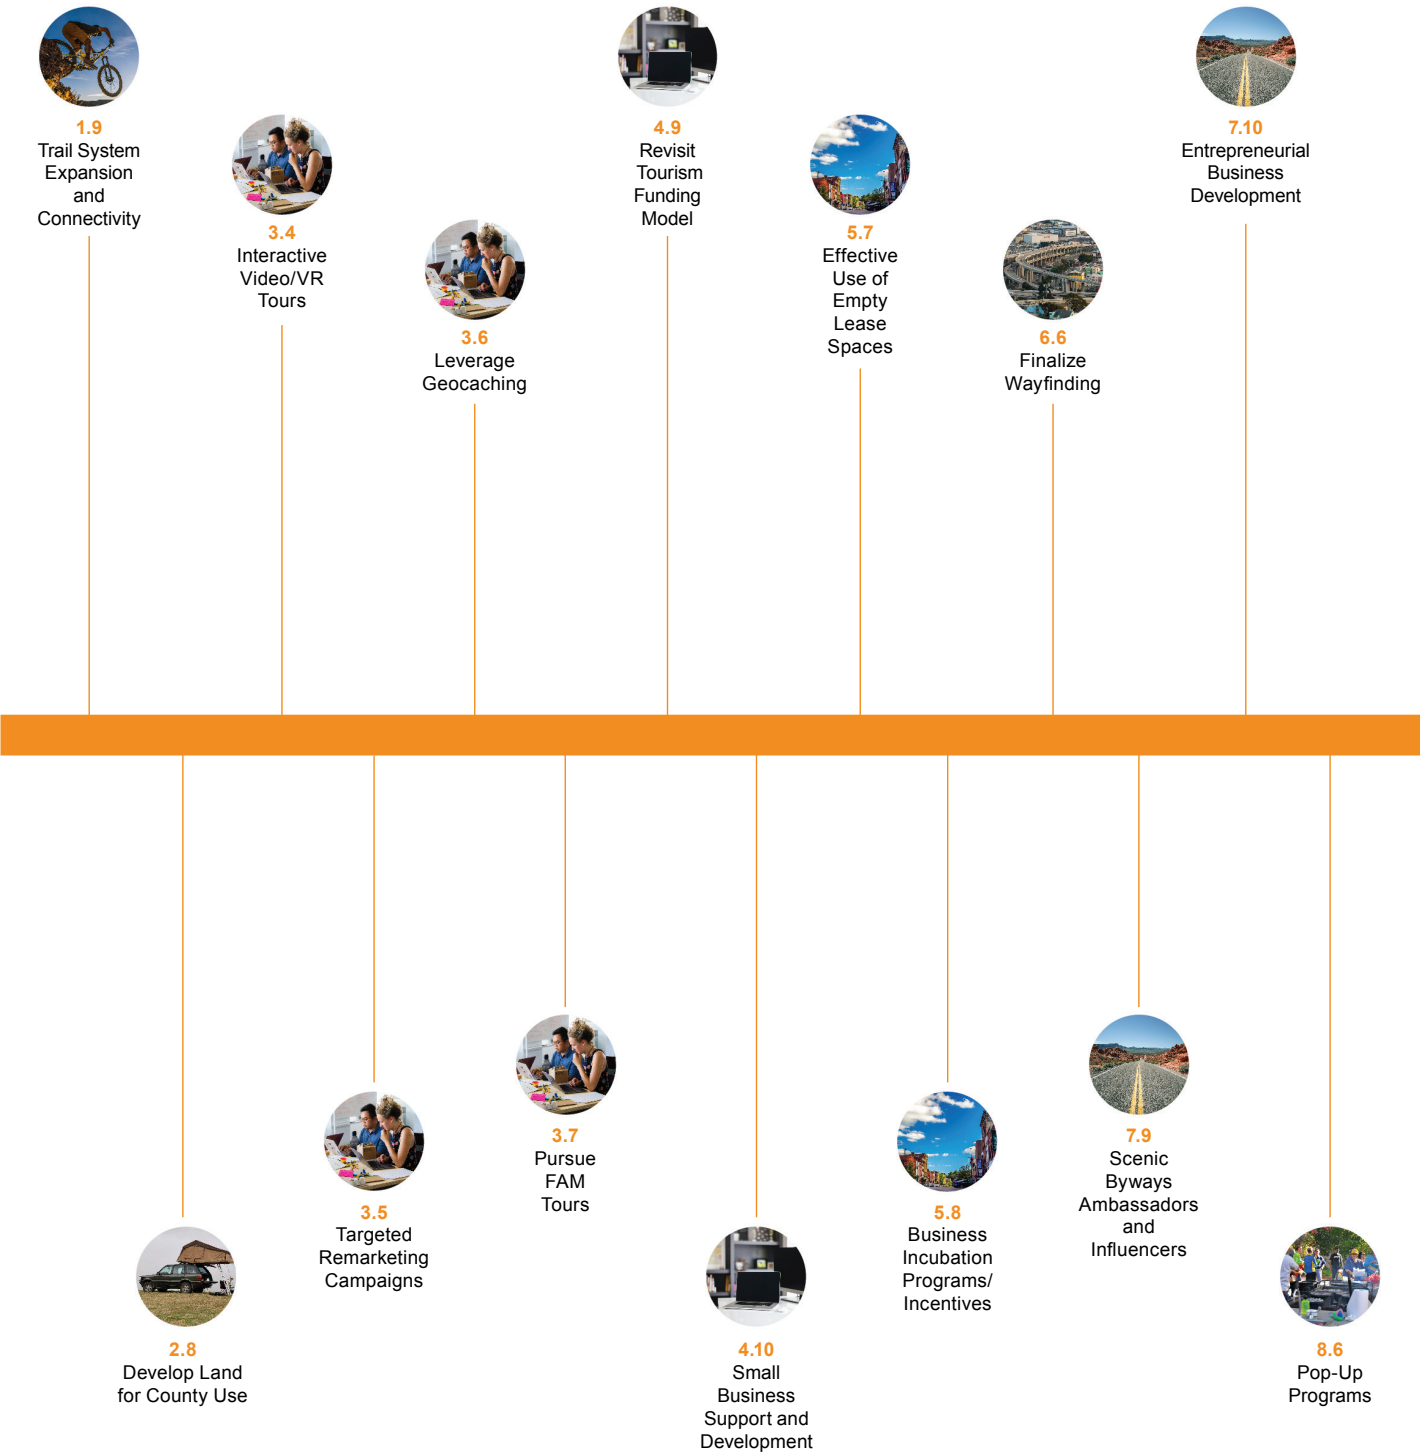 1.9
Trail System
Expansion
and
Connectivity
3.4
Interactive
Video/VR
Tours
3.6
Leverage
Geocaching
4.9
Revisit
Tourism
Funding
Model
5.7
Effective
Use of
Empty
Lease
Spaces
6.6
Finalize
Wayfinding
7.10
Entrepreneurial
Business
Development
2.8
Develop Land
for County Use
3.5
Targeted
Remarketing
Campaigns
3.7
Pursue
FAM
Tours
4.10
Small
Business
Support and
Development
5.8
Business
Incubation
Programs/
Incentives
7.9
Scenic
Byways
Ambassadors
and
Influencers
8.6
Pop-Up
Programs